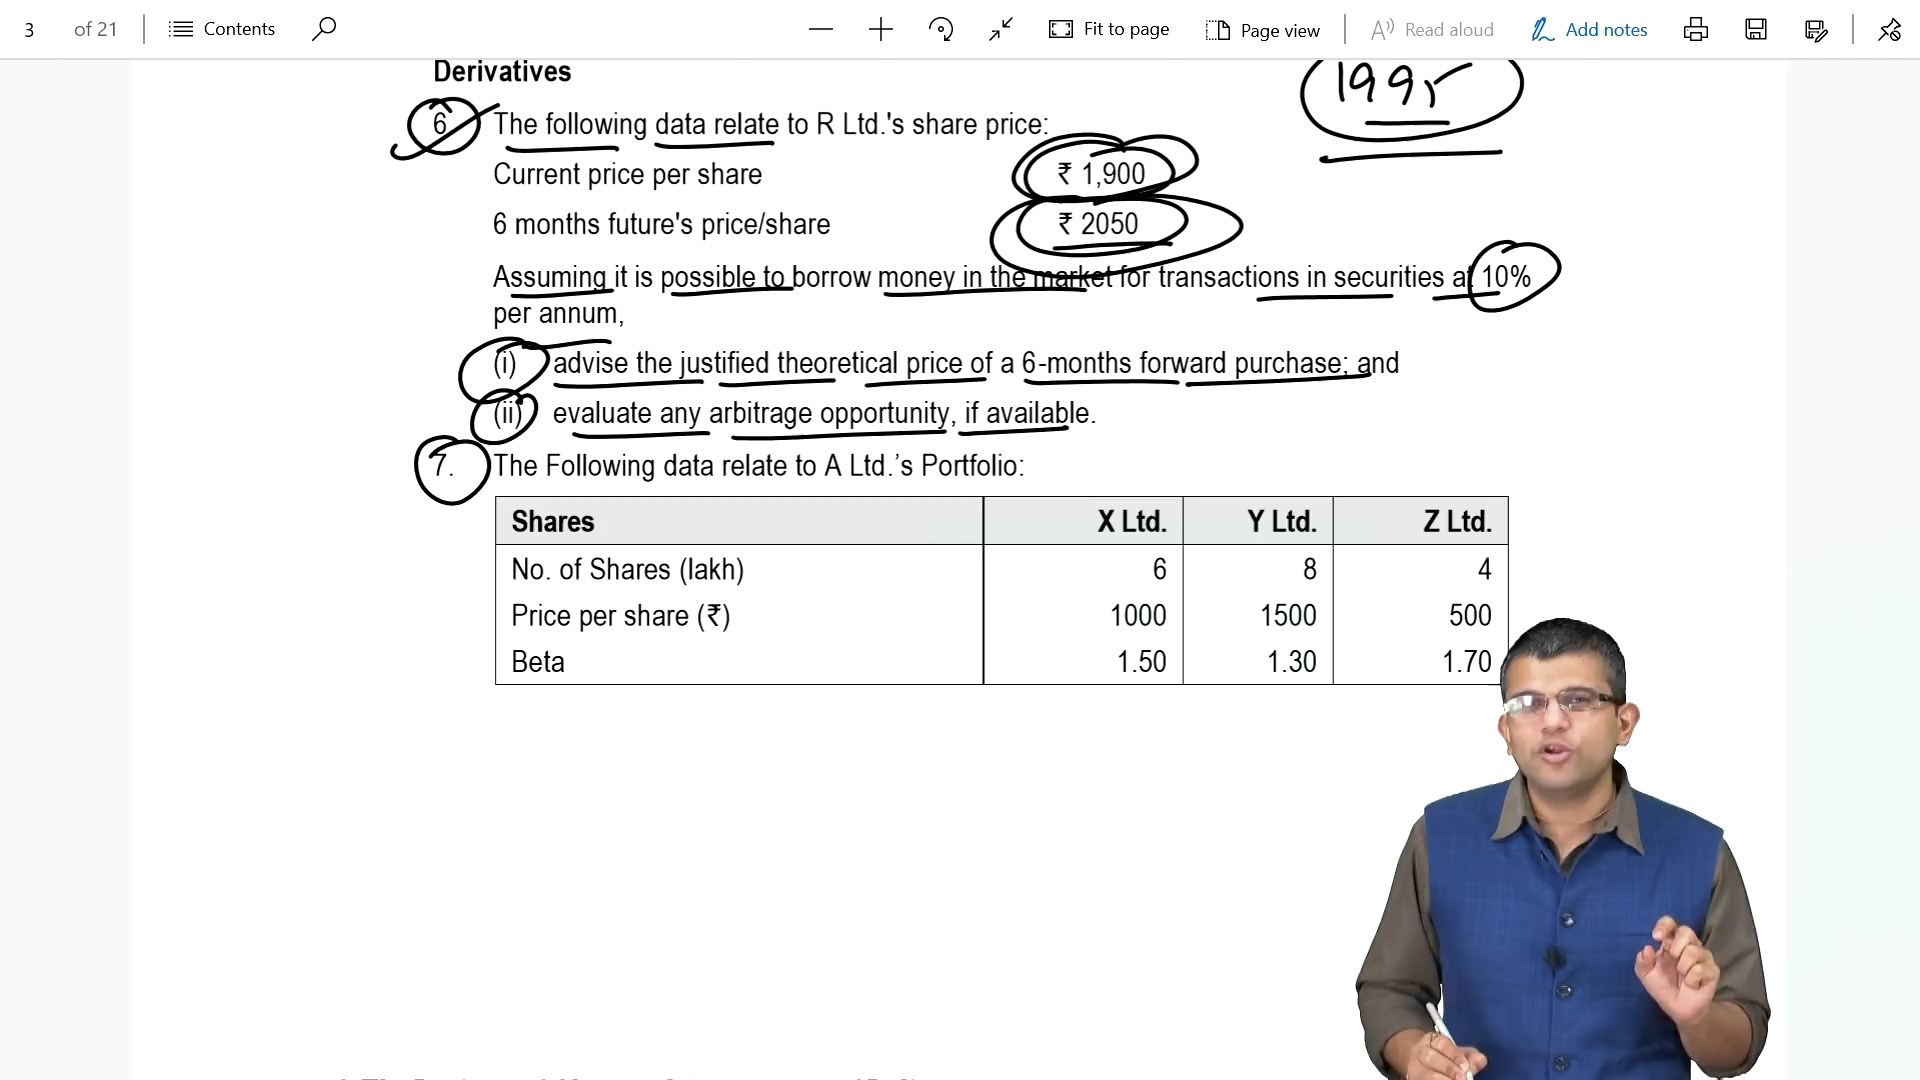 3 of 21 Contents Fit to page Page view Read aloud Add notes
Derivatives
1995
6 The following data relate to R Ltd.'s share price:
Current price per share ₹ 1,900
6 months future's price/share ₹ 2050
Assuming it is possible to borrow money in the market for transactions in securities at 10%
per annum,
(i) advise the justified theoretical price of a 6-months forward purchase; and
(ii) evaluate any arbitrage opportunity, if available.
7. The Following data relate to A Ltd.’s Portfolio:
Shares X Ltd. Y Ltd. Z Ltd.
No. of Shares (lakh) 6 8 4
Price per share (₹) 1000 1500 500
Beta 1.50 1.30 1.70